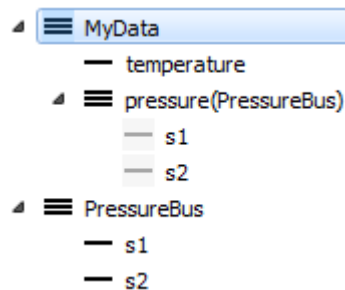 MyData
temperature
pressure(PressureBus)
s1
s2
PressureBus
s1
s2